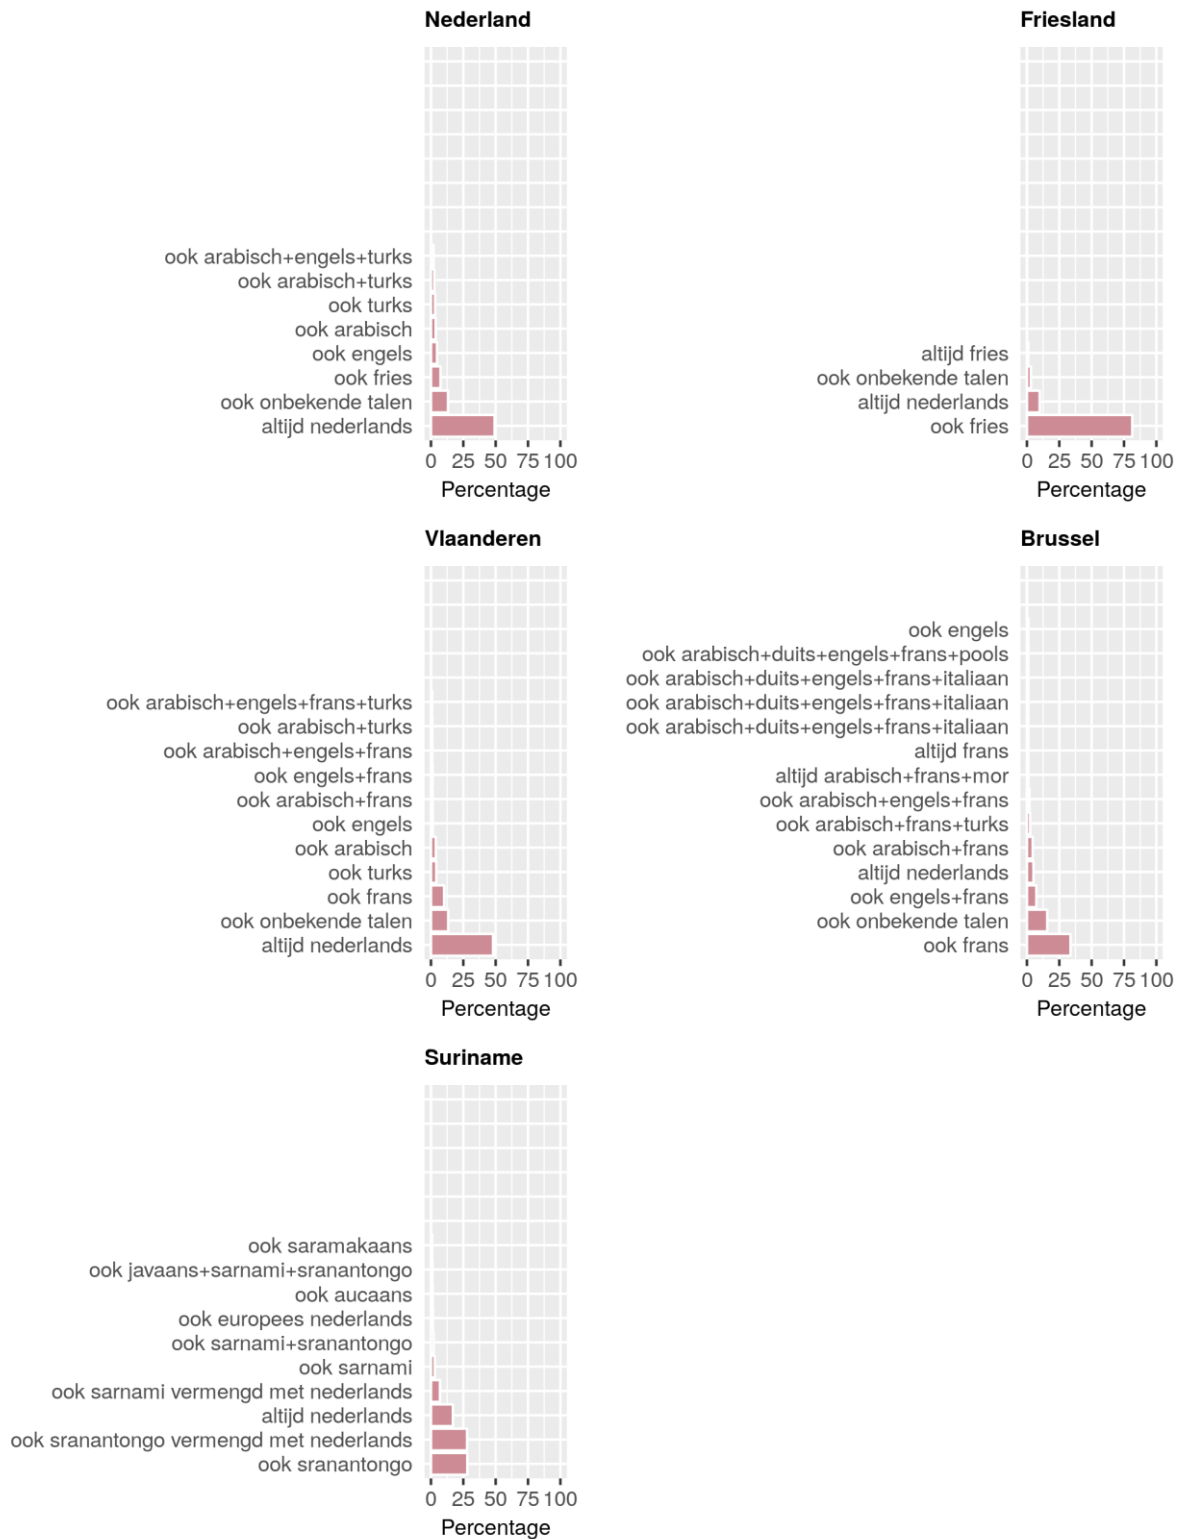 Nederland
ook arabisch+engels+turks
ook arabisch+turks
ook turks
ook arabisch
ook engels
ook fries
ook onbekende talen
altijd nederlands
0 25 50 75 100
Percentage
Friesland
altijd fries
ook onbekende talen
altijd nederlands
ook fries
0 25 50 75 100
Percentage
Vlaanderen
ook arabisch+engels+frans+turks
ook arabisch+turks
ook arabisch+engels+frans
ook engels+frans
ook arabisch+frans
ook engels
ook arabisch
ook turks
ook frans
ook onbekende talen
altijd nederlands
0 25 50 75 100
Percentage
Brussel
ook engels
ook arabisch+duits+engels+frans+pools
ook arabisch+duits+engels+frans+italiaan
ook arabisch+duits+engels+frans+italiaan
ook arabisch+duits+engels+frans+italiaan
altijd frans
altijd arabisch+frans+mor
ook arabisch+engels+frans
ook arabisch+frans+turks
ook arabisch+frans
altijd nederlands
ook engels+frans
ook onbekende talen
ook frans
0 25 50 75 100
Percentage
Suriname
ook saramakaans
ook javaans+sarnami+sranantongo
ook aucaans
ook europees nederlands
ook sarnami+sranantongo
ook sarnami
ook sarnami vermengd met nederlands
altijd nederlands
ook sranantongo vermengd met nederlands
ook sranantongo
0 25 50 75 100
Percentage